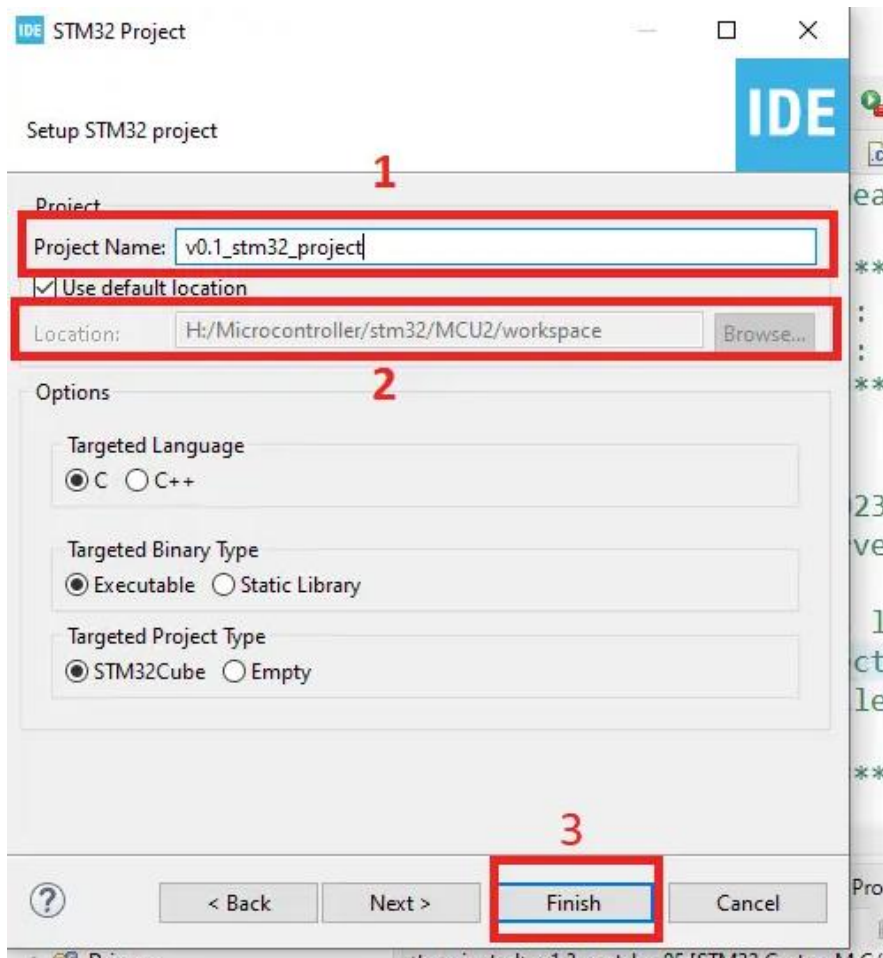 IDE STM32 Project
Setup STM32 project
IDE
1
Project
Project Name: v0.1_stm32_project
Use default location
Location: H:/Microcontroller/stm32/MCU2/workspace Browse...
2
Options
Targeted Language
C C++
Targeted Binary Type
Executable Static Library
Targeted Project Type
STM32Cube Empty
3
? < Back Next > Finish Cancel